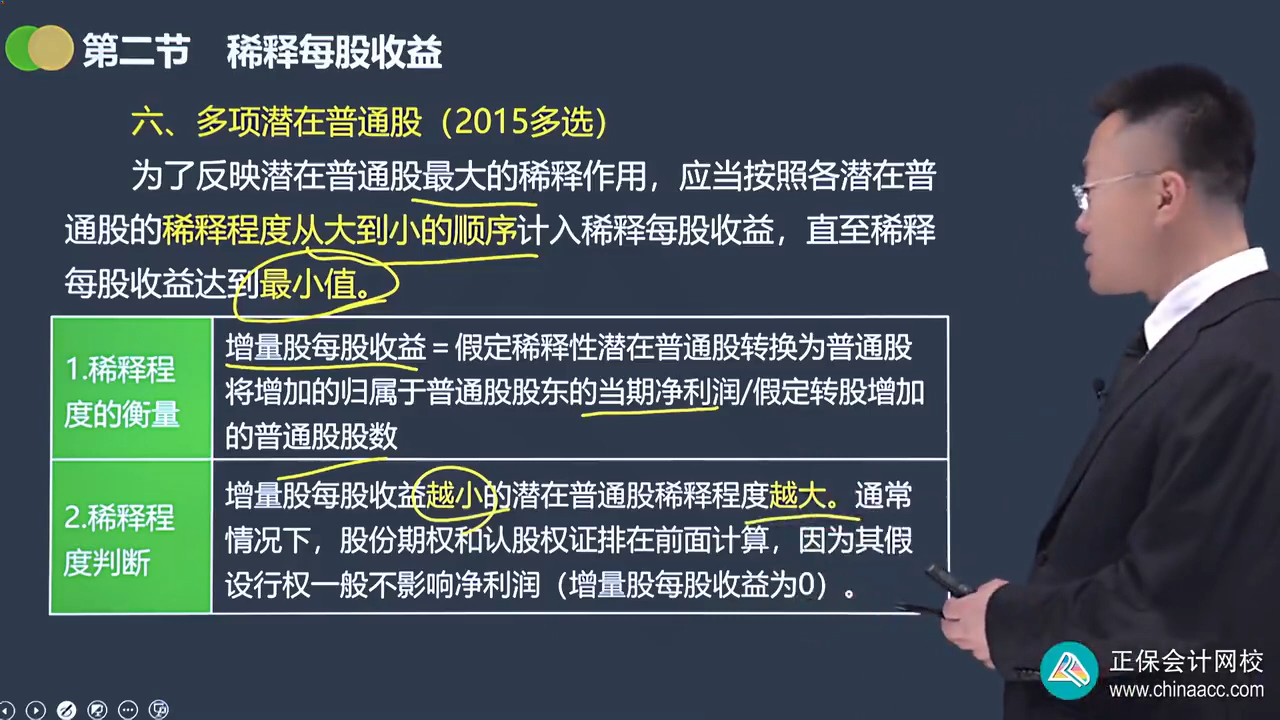 第二节 稀释每股收益
六、多项潜在普通股（2015多选）
为了反映潜在普通股最大的稀释作用，应当按照各潜在普
通股的稀释程度从大到小的顺序计入稀释每股收益，直至稀释
每股收益达到最小值。
1.稀释程
度的衡量
增量股每股收益＝假定稀释性潜在普通股转换为普通股
将增加的归属于普通股股东的当期净利润/假定转股增加
的普通股股数
2.稀释程
度判断
增量股每股收益越小的潜在普通股稀释程度越大。通常
情况下，股份期权和认股权证排在前面计算，因为其假
设行权一般不影响净利润（增量股每股收益为0）。
正保会计网校
www.chinaacc.com